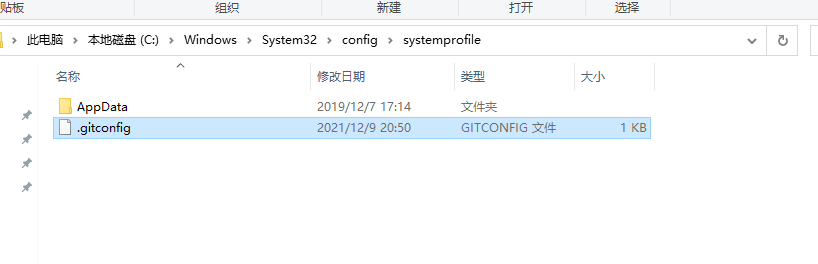 贴板 组织 新建 打开 选择
此电脑 本地磁盘 (C:) Windows System32 config systemprofile
名称 修改日期 类型 大小
AppData 2019/12/7 17:14 文件夹
.gitconfig 2021/12/9 20:50 GITCONFIG 文件 1 KB